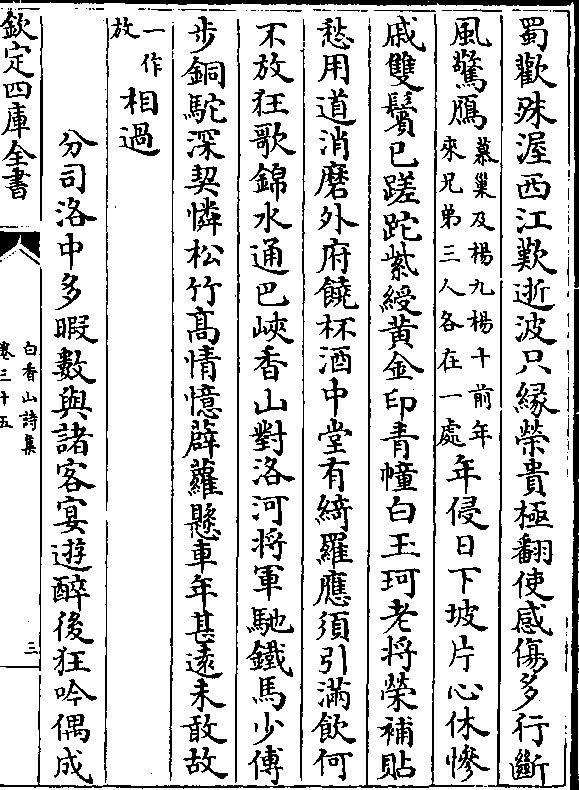 蜀歡殊渥西江歎逝波只緣榮貴極翻使感傷多行斷
風驚鴈慕巢及楊九楊十前年來兄弟三人各在一處年侵日下坡片心休慘
戚雙鬢已蹉跎紫綬黃金印青幢白玉珂老將榮補貼
愁用道消磨外府饒杯酒中堂有綺羅應須引滿飲何
不放狂歌錦水通巴峽香山對洛河將軍馳鐵馬少傅
步銅駝深契憐松竹高情憶薜蘿懸車年甚遠未敢故
一作放相過
分司洛中多暇數與諸客宴遊醉後狂吟偶成
欽定四庫全書
白香山詩集
卷三十五
三